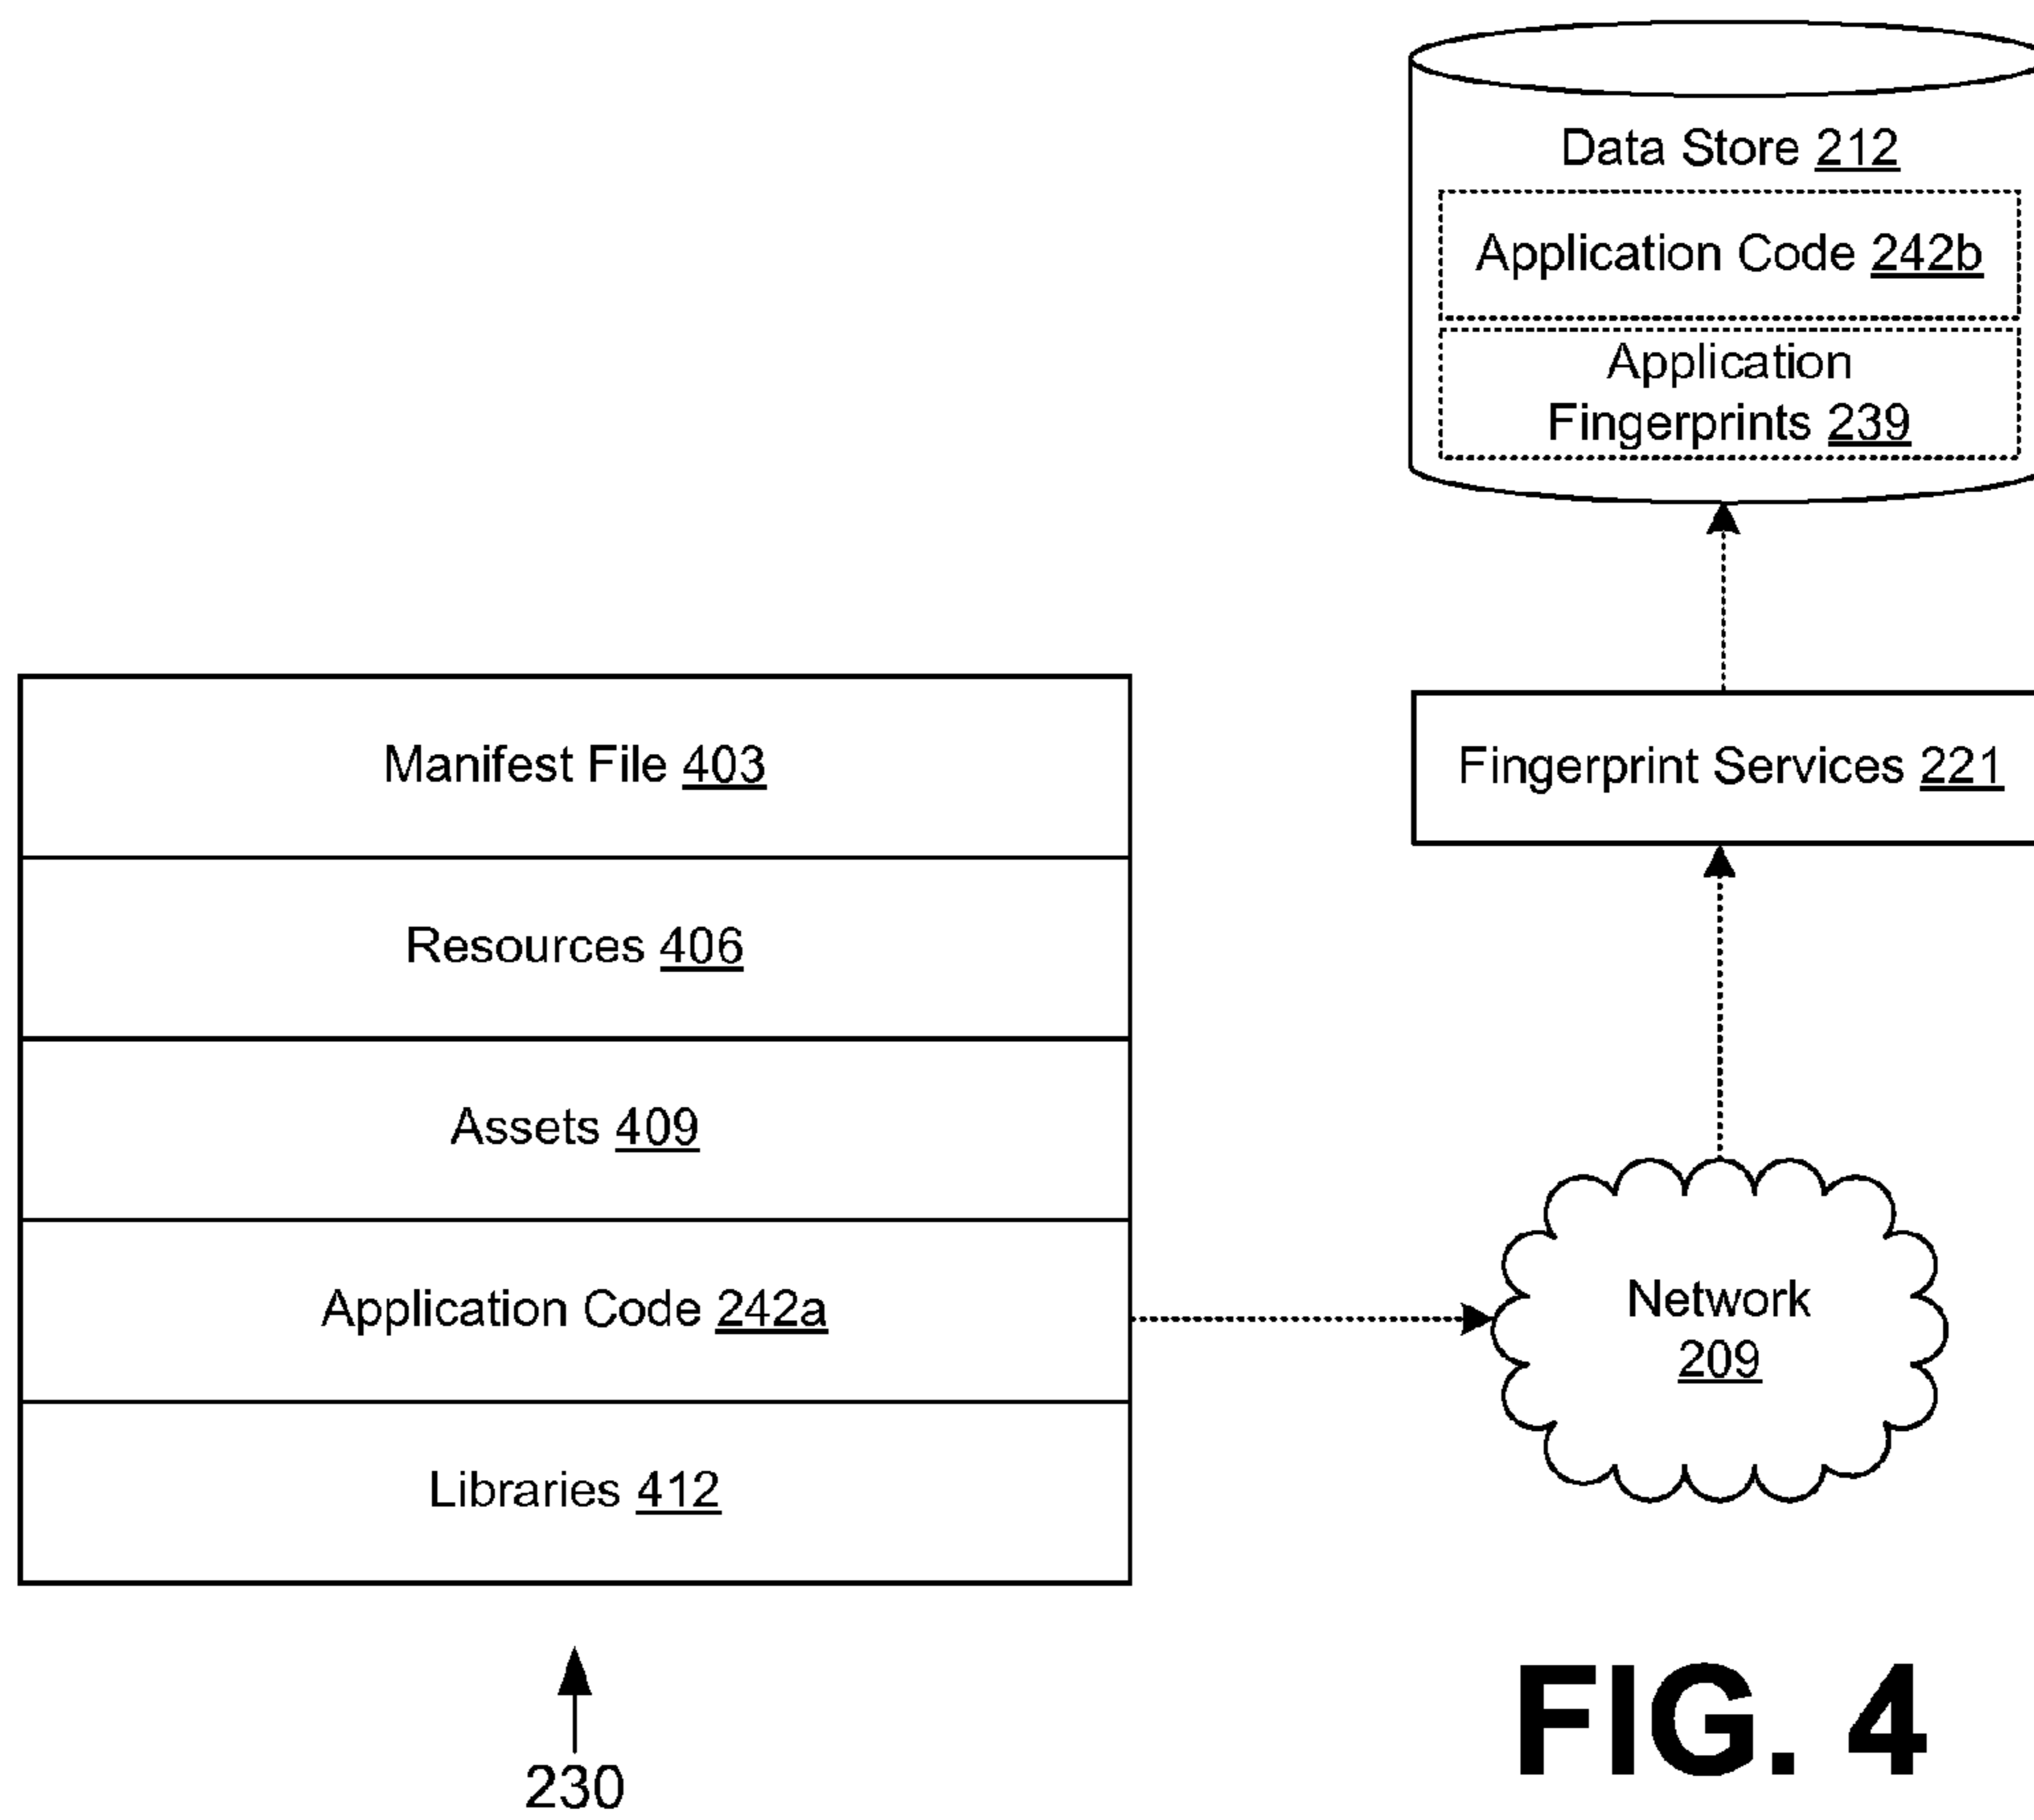 Data Store 212
Application Code 242b
Application
Fingerprints 239
Manifest File 403
Fingerprint Services 221
Resources 406
Assets 409
Application Code 242a
Network
209
Libraries 412
230
FIG. 4